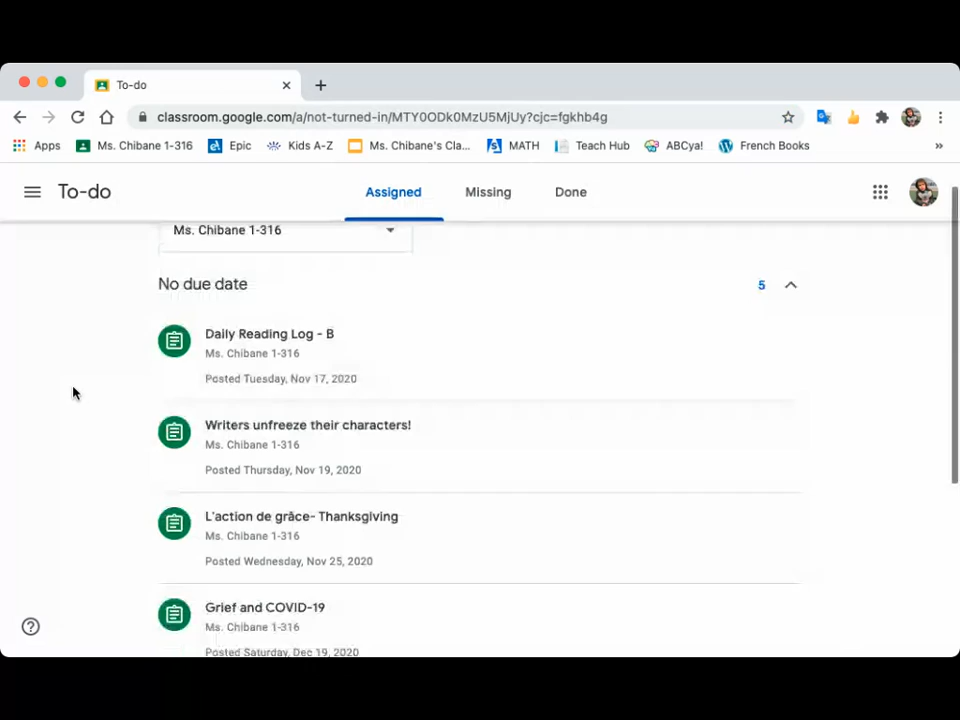 To-do
classroom.google.com/a/not-turned-in/MTY0ODk0MzU5MjUy?cjc=fgkhb4g
Apps Ms. Chibane 1-316 Epic Kids A-Z Ms. Chibane's Cla... MATH Teach Hub ABCya! French Books »
To-do Assigned Missing Done
Ms. Chibane 1-316
No due date 5
Daily Reading Log - B
Ms. Chibane 1-316
Posted Tuesday, Nov 17, 2020
Writers unfreeze their characters!
Ms. Chibane 1-316
Posted Thursday, Nov 19, 2020
L'action de grâce- Thanksgiving
Ms. Chibane 1-316
Posted Wednesday, Nov 25, 2020
Grief and COVID-19
Ms. Chibane 1-316
Posted Saturday, Dec 19, 2020